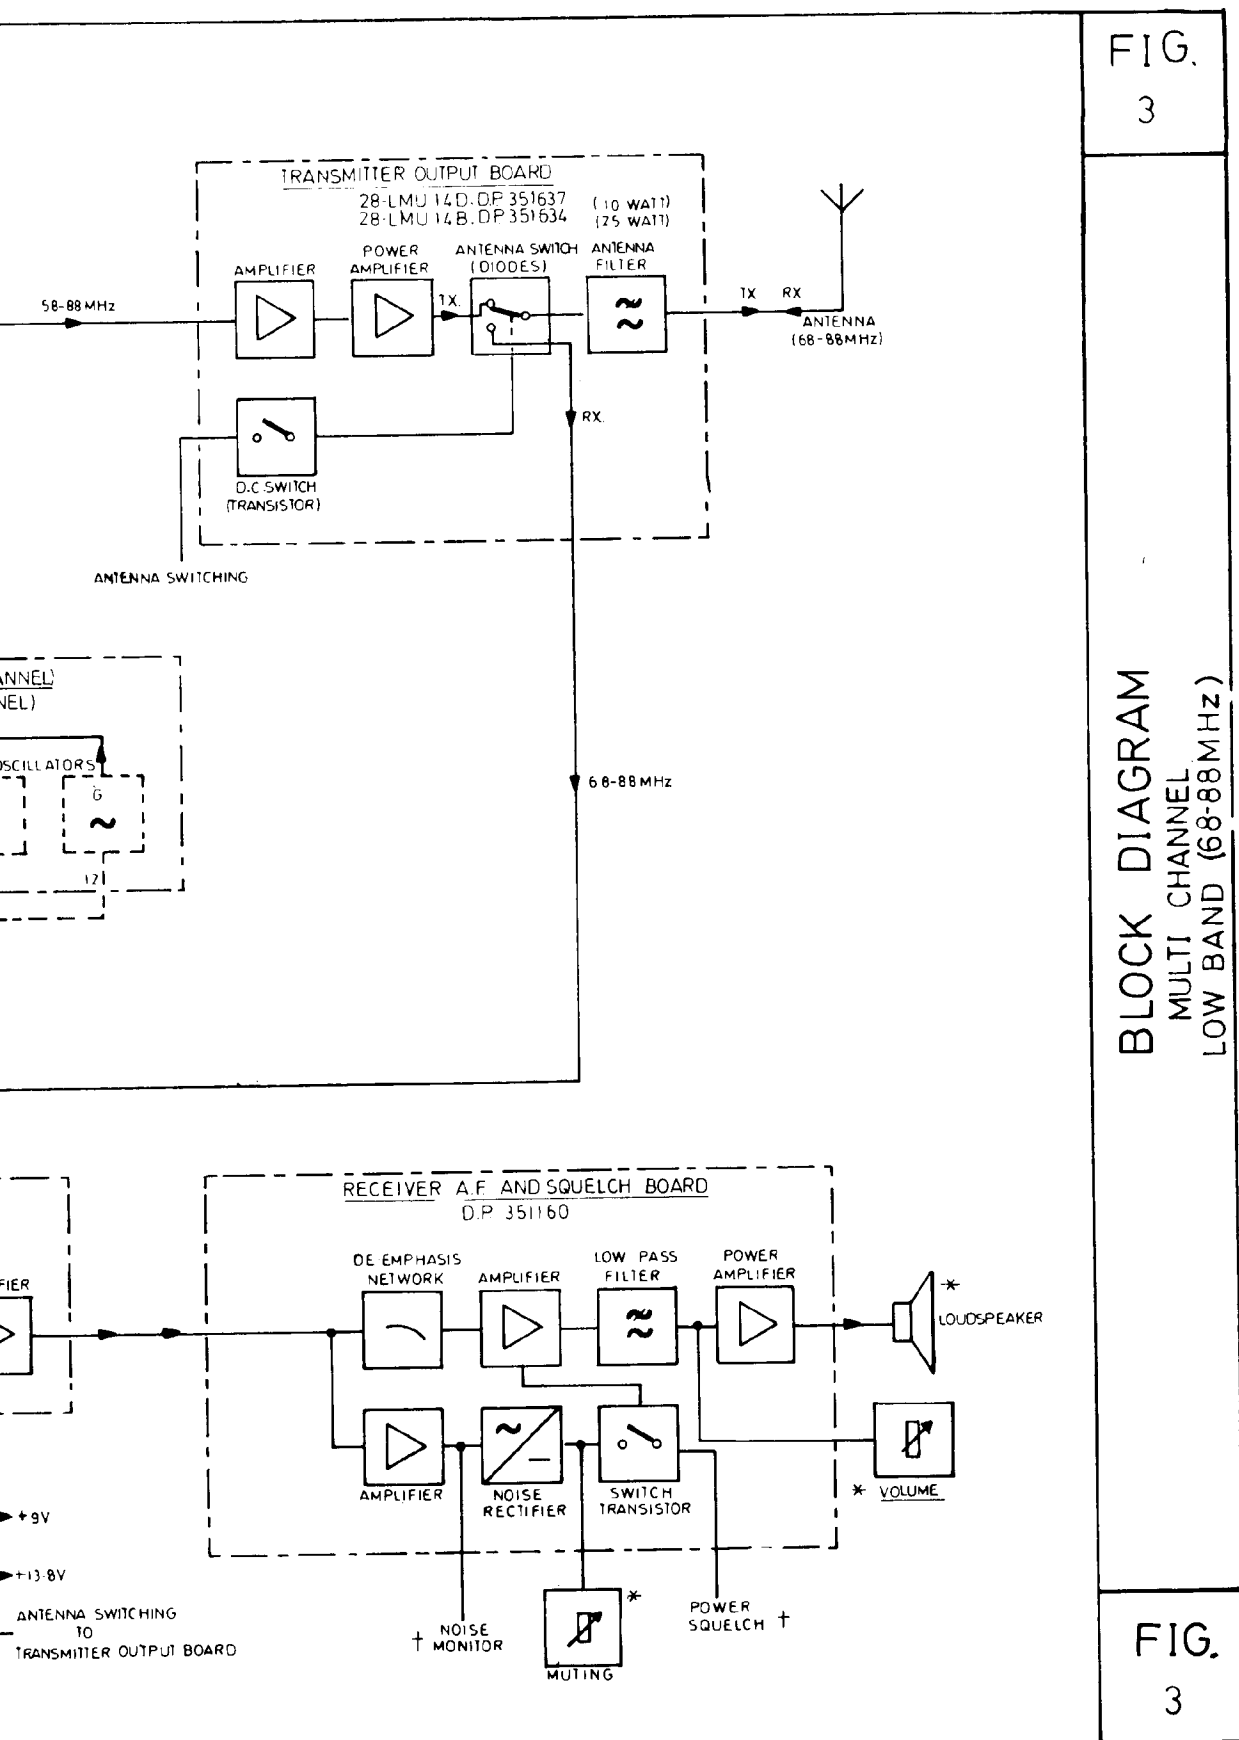 FIG.
3
TRANSMITTER OUTPUT BOARD
28-LMU 14D.D.P 351637 (10 WATT)
28-LMU 14B.D.P 351634 (25 WATT)
AMPLIFIER
POWER
AMPLIFIER
ANTENNA SWITCH
(DIODES)
ANTENNA
FILTER
58-88MHz
TX.
TX RX
ANTENNA
(68-88MHz)
RX.
D.C.SWITCH
(TRANSISTOR)
ANTENNA SWITCHING
ANNEL)
NEL)
OSCILLATORS
6
12
68-88MHz
BLOCK DIAGRAM
MULTI CHANNEL
LOW BAND (68-88MHz)
RECEIVER A.F. AND SQUELCH BOARD
D.P. 351160
FIER
DE-EMPHASIS
NETWORK
AMPLIFIER
LOW PASS
FILTER
POWER
AMPLIFIER
*
LOUDSPEAKER
AMPLIFIER
NOISE
RECTIFIER
SWITCH
TRANSISTOR
* VOLUME
+9V
+13·8V
ANTENNA SWITCHING
TO
TRANSMITTER OUTPUT BOARD
† NOISE
MONITOR
*
MUTING
POWER
SQUELCH †
FIG.
3